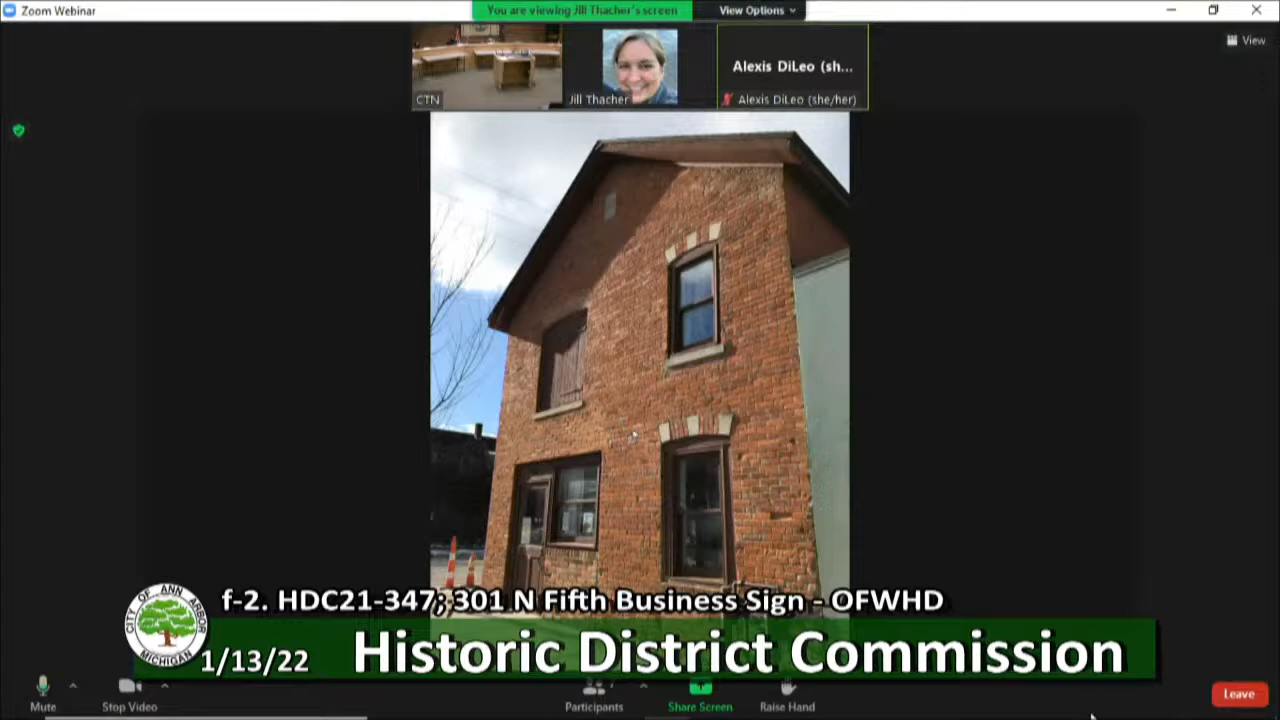 Zoom Webinar
You are viewing Jill Thacher's screen
View Options
View
CTN
Jill Thacher
Alexis DiLeo (sh...
Alexis DiLeo (she/her)
f-2. HDC21-347; 301 N Fifth Business Sign - OFWHD
CITY OF ANN ARBOR
MICHIGAN
1/13/22
Historic District Commission
Mute
Stop Video
Participants
Share Screen
Raise Hand
Leave